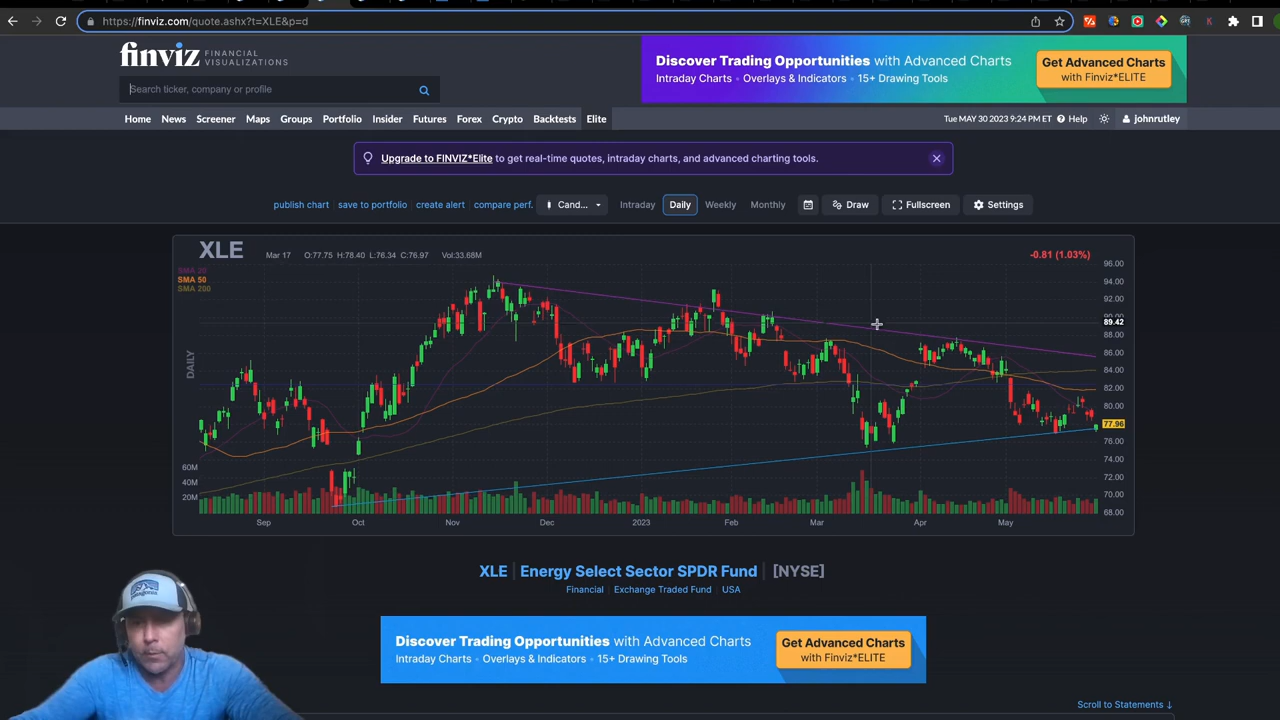 https://finviz.com/quote.ashx?t=XLE&p=d
finviz FINANCIAL VISUALIZATIONS
Discover Trading Opportunities with Advanced Charts
Intraday Charts • Overlays & Indicators • 15+ Drawing Tools
Get Advanced Charts
with Finviz*ELITE
Search ticker, company or profile
Home News Screener Maps Groups Portfolio Insider Futures Forex Crypto Backtests Elite
Tue MAY 30 2023 9:24 PM ET Help johnrutley
Upgrade to FINVIZ*Elite to get real-time quotes, intraday charts, and advanced charting tools.
publish chart save to portfolio create alert compare perf. Cand... Intraday Daily Weekly Monthly Draw Fullscreen Settings
XLE Mar 17 O:77.75 H:78.40 L:76.34 C:76.97 Vol:33.68M -0.81 (1.03%)
SMA 20
SMA 50
SMA 200
DAILY
96.00
94.00
92.00
90.00
89.42
88.00
86.00
84.00
82.00
80.00
77.96
76.00
74.00
72.00
70.00
68.00
60M
40M
20M
Sep Oct Nov Dec 2023 Feb Mar Apr May
XLE | Energy Select Sector SPDR Fund | [NYSE]
Financial | Exchange Traded Fund | USA
Discover Trading Opportunities with Advanced Charts
Intraday Charts • Overlays & Indicators • 15+ Drawing Tools
Get Advanced Charts
with Finviz*ELITE
Scroll to Statements ↓